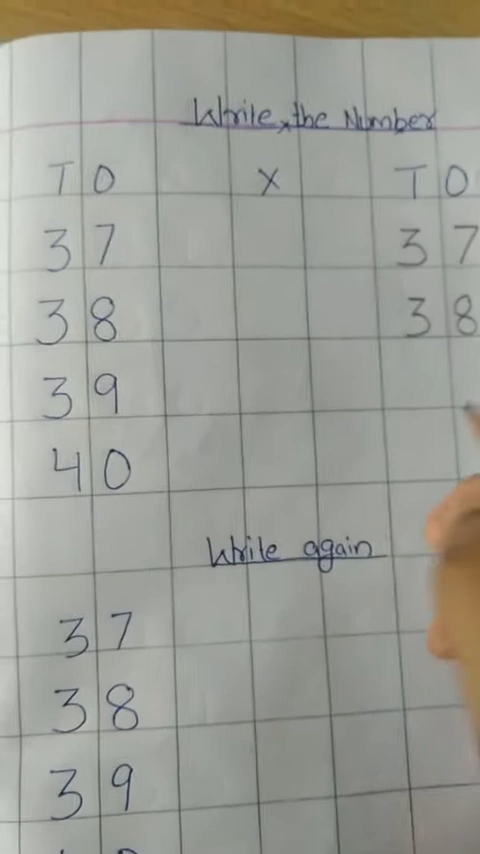 Write, the Number
T O X T O
3 7 3 7
3 8 3 8
3 9
4 0
Write again
3 7
3 8
3 9